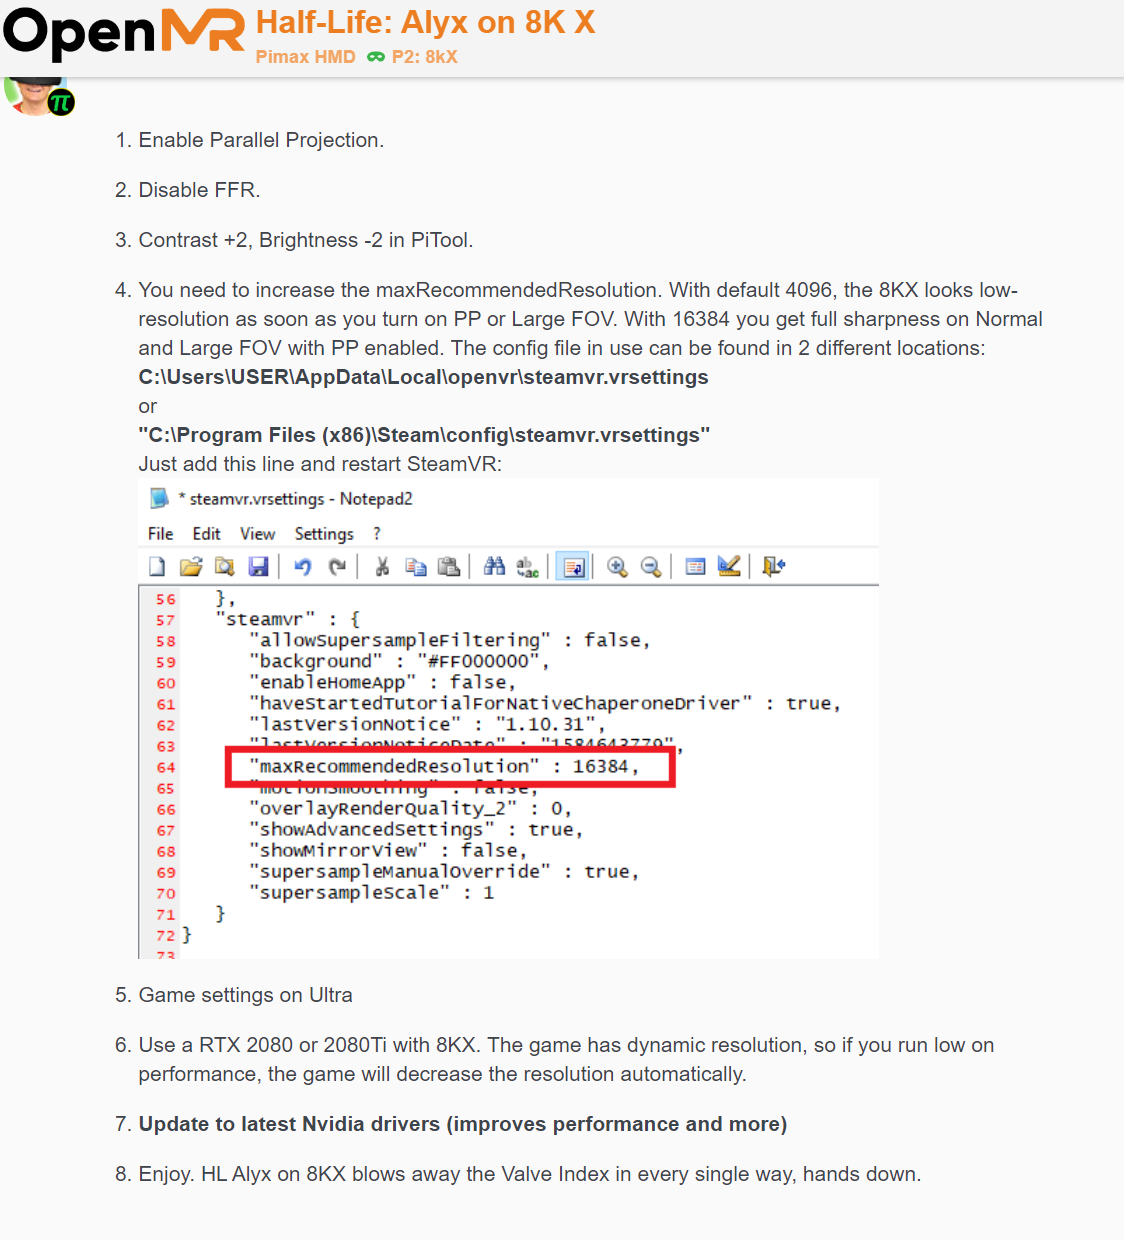 OpenMR
Half-Life: Alyx on 8K X
Pimax HMD P2: 8kX
π
1. Enable Parallel Projection.
2. Disable FFR.
3. Contrast +2, Brightness -2 in PiTool.
4. You need to increase the maxRecommendedResolution. With default 4096, the 8KX looks low-
resolution as soon as you turn on PP or Large FOV. With 16384 you get full sharpness on Normal
and Large FOV with PP enabled. The config file in use can be found in 2 different locations:
C:\Users\USER\AppData\Local\openvr\steamvr.vrsettings
or
"C:\Program Files (x86)\Steam\config\steamvr.vrsettings"
Just add this line and restart SteamVR:
* steamvr.vrsettings - Notepad2
File Edit View Settings ?
56 },
57 "steamvr" : {
58 "allowSupersampleFiltering" : false,
59 "background" : "#FF000000",
60 "enableHomeApp" : false,
61 "haveStartedTutorialForNativeChaperoneDriver" : true,
62 "lastVersionNotice" : "1.10.31",
63 "lastVersionNoticeDate" : "1584643779",
64 "maxRecommendedResolution" : 16384,
65 "motionSmoothing" : false,
66 "overlayRenderQuality_2" : 0,
67 "showAdvancedSettings" : true,
68 "showMirrorView" : false,
69 "supersampleManualOverride" : true,
70 "supersampleScale" : 1
71 }
72 }
73
5. Game settings on Ultra
6. Use a RTX 2080 or 2080Ti with 8KX. The game has dynamic resolution, so if you run low on
performance, the game will decrease the resolution automatically.
7. Update to latest Nvidia drivers (improves performance and more)
8. Enjoy. HL Alyx on 8KX blows away the Valve Index in every single way, hands down.